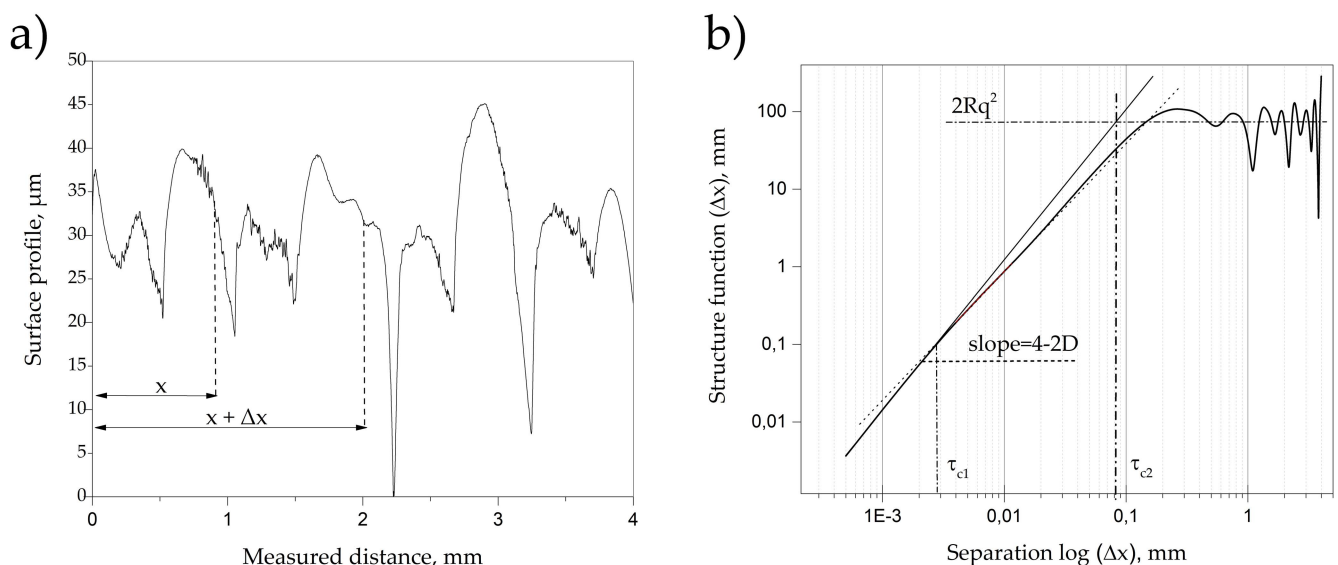 a)
50
45
40
35
30
25
20
15
10
5
0
Surface profile, μm
x
x + Δx
0 1 2 3 4
Measured distance, mm
b)
100
10
1
0,1
0,01
Structure function (Δx), mm
2Rq²
slope=4-2D
τc1
τc2
1E-3 0,01 0,1 1
Separation log (Δx), mm